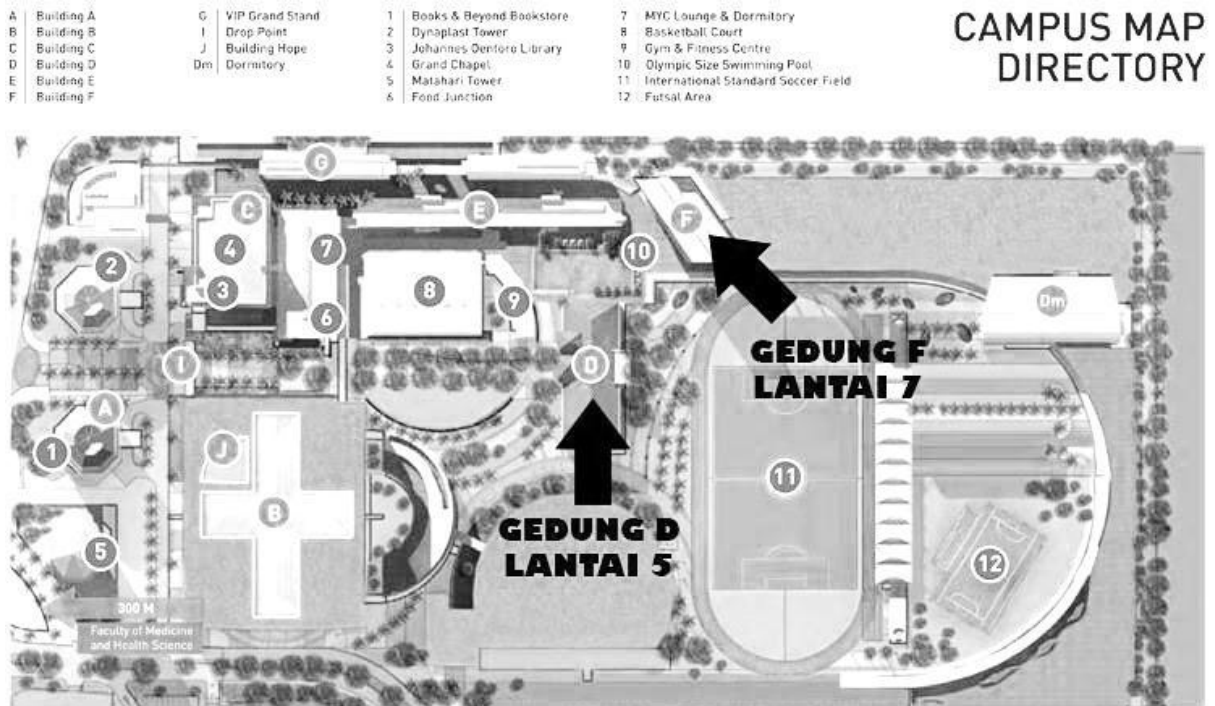 A Building A
B Building B
C Building C
D Building D
E Building E
F Building F
G VIP Grand Stand
I Drop Point
J Building Hope
Dm Dormitory
1 Books & Beyond Bookstore
2 Dynaplast Tower
3 Johannes Oentoro Library
4 Grand Chapel
5 Matahari Tower
6 Food Junction
7 MYC Lounge & Dormitory
8 Basketball Court
9 Gym & Fitness Centre
10 Olympic Size Swimming Pool
11 International Standard Soccer Field
12 Futsal Area
CAMPUS MAP
DIRECTORY
G
C
E
F
4
7
10
2
3
8
9
6
Dm
I
D
GEDUNG F
LANTAI 7
A
1
J
B
11
GEDUNG D
LANTAI 5
5
12
300 M
Faculty of Medicine
and Health Science